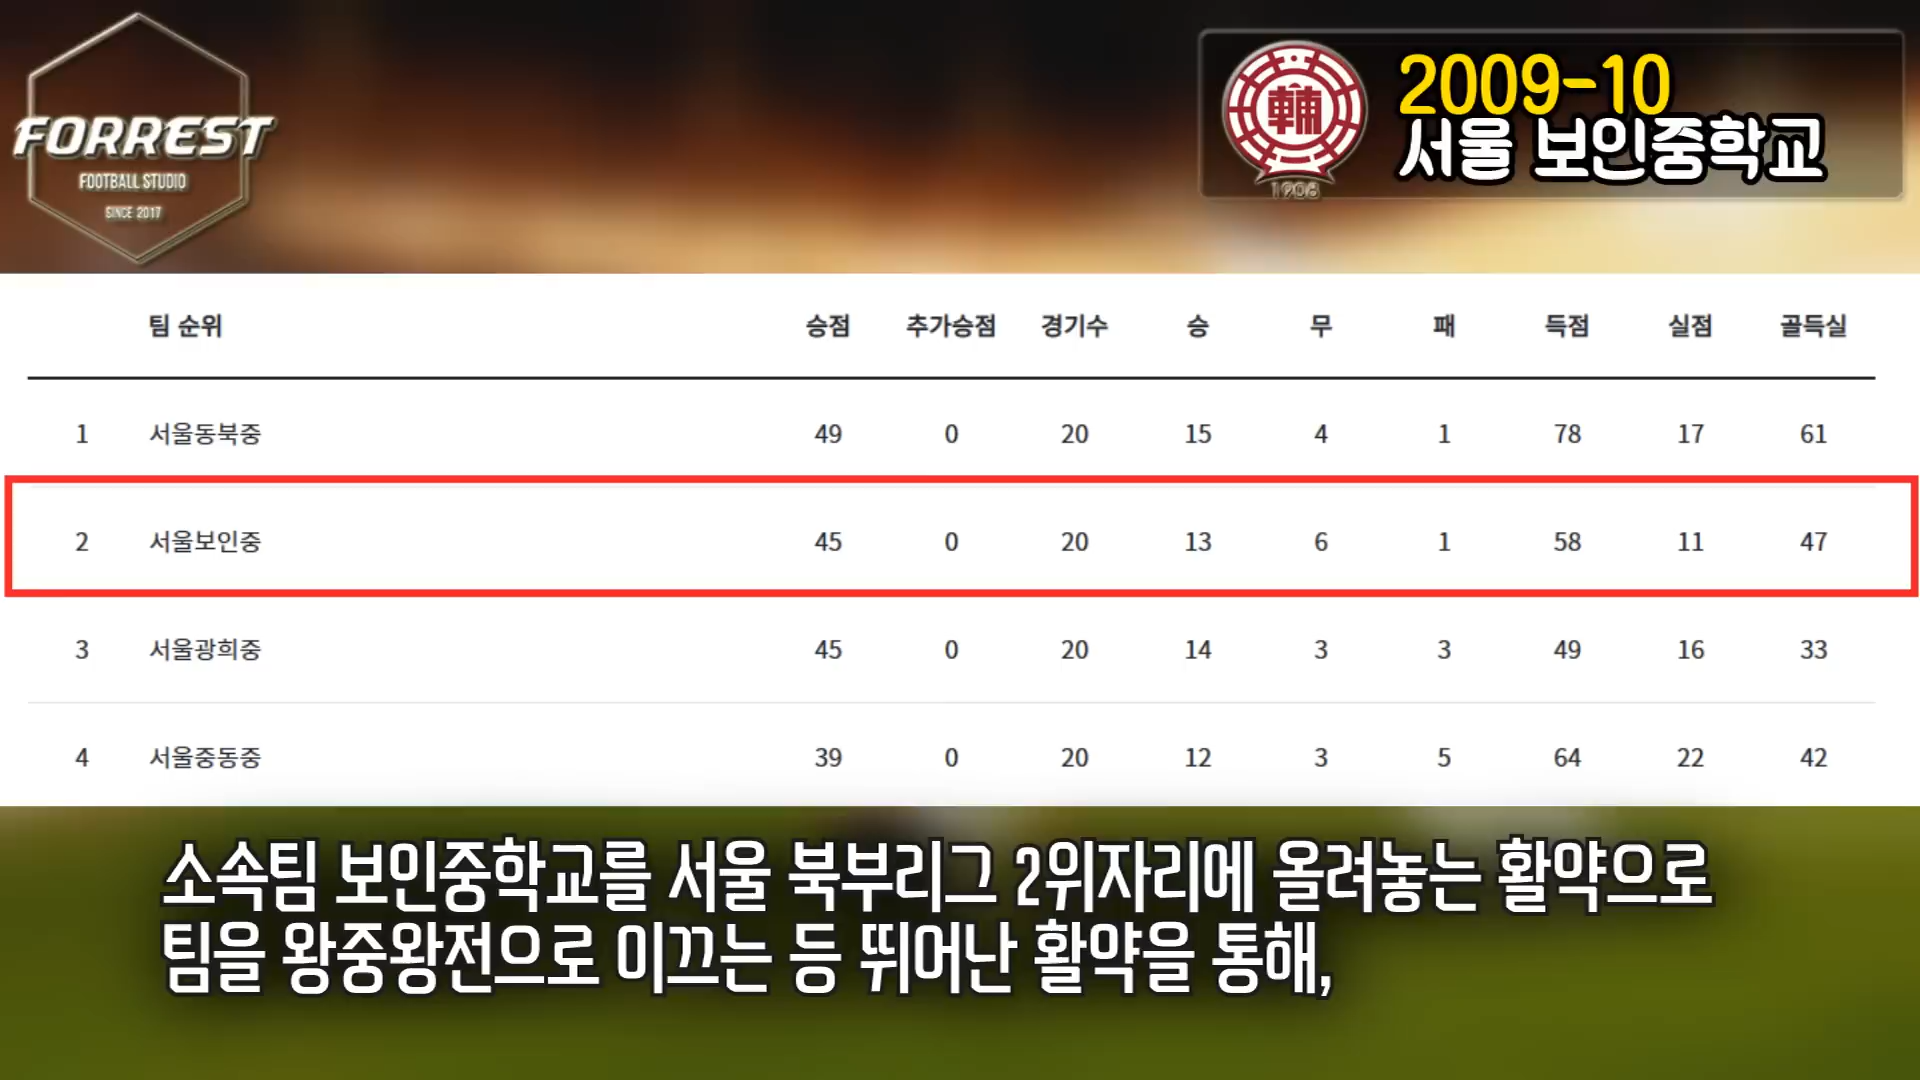 FORREST
FOOTBALL STUDIO
SINCE 2017
輔
1908
2009-10
서울 보인중학교
팀 순위 승점 추가승점 경기수 승 무 패 득점 실점 골득실
1 서울동북중 49 0 20 15 4 1 78 17 61
2 서울보인중 45 0 20 13 6 1 58 11 47
3 서울광희중 45 0 20 14 3 3 49 16 33
4 서울중동중 39 0 20 12 3 5 64 22 42
소속팀 보인중학교를 서울 북부리그 2위자리에 올려놓는 활약으로
팀을 왕중왕전으로 이끄는 등 뛰어난 활약을 통해,